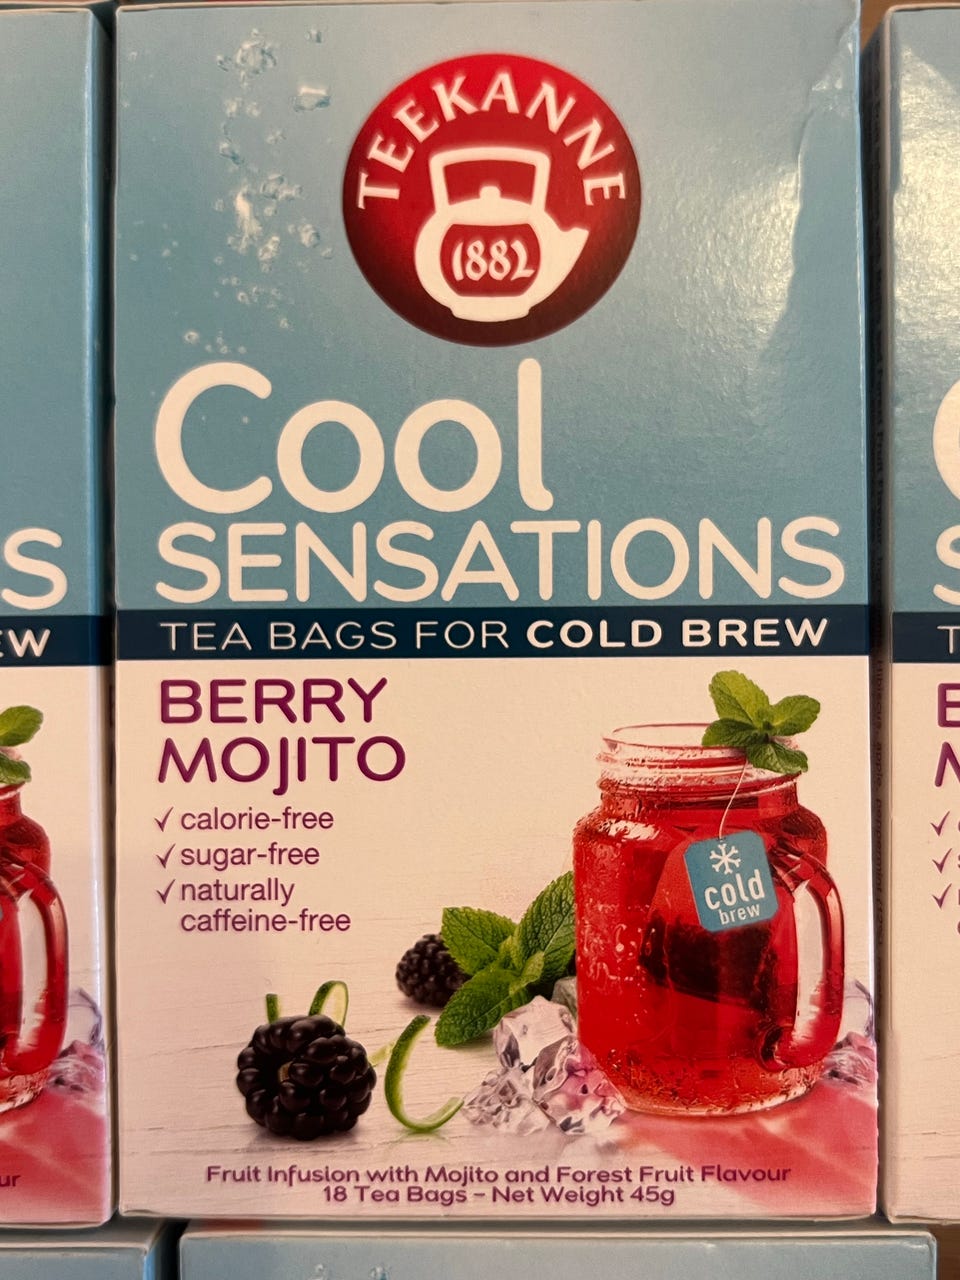 TEEKANNE
1882
Cool
SENSATIONS
TEA BAGS FOR COLD BREW
BERRY
MOJITO
✓ calorie-free
✓ sugar-free
✓ naturally
caffeine-free
cold
brew
Fruit Infusion with Mojito and Forest Fruit Flavour
18 Tea Bags – Net Weight 45g